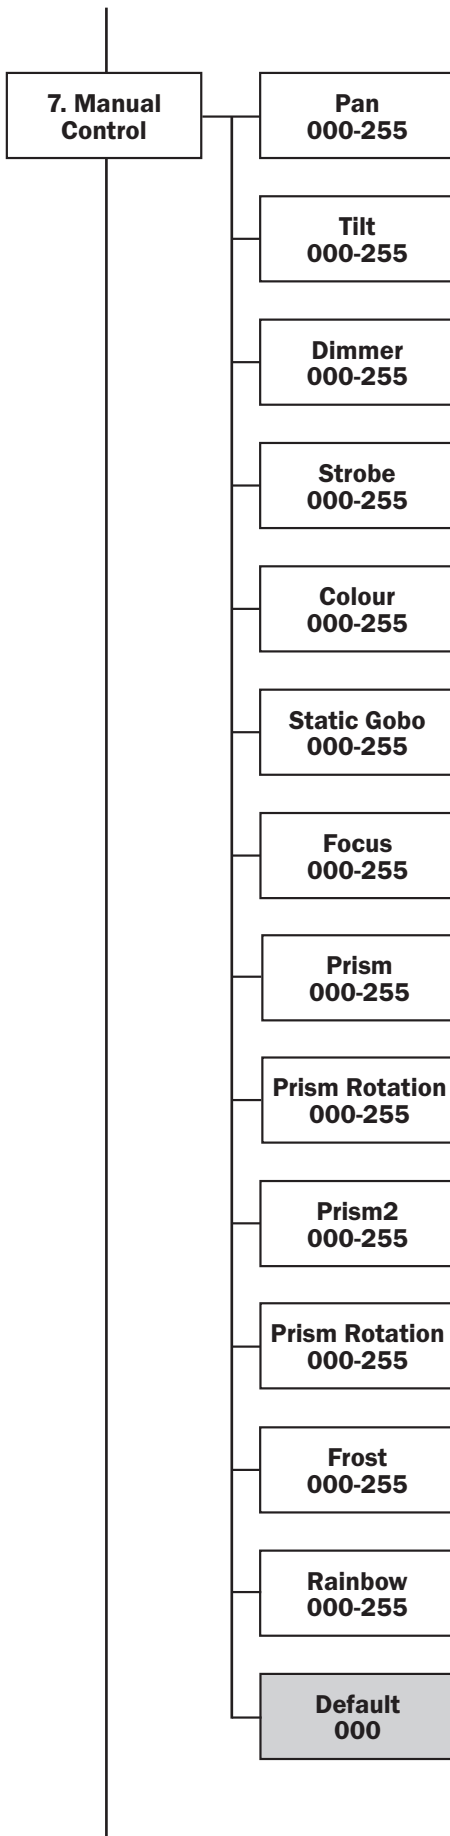 7. Manual
Control
Pan
000-255
Tilt
000-255
Dimmer
000-255
Strobe
000-255
Colour
000-255
Static Gobo
000-255
Focus
000-255
Prism
000-255
Prism Rotation
000-255
Prism2
000-255
Prism Rotation
000-255
Frost
000-255
Rainbow
000-255
Default
000